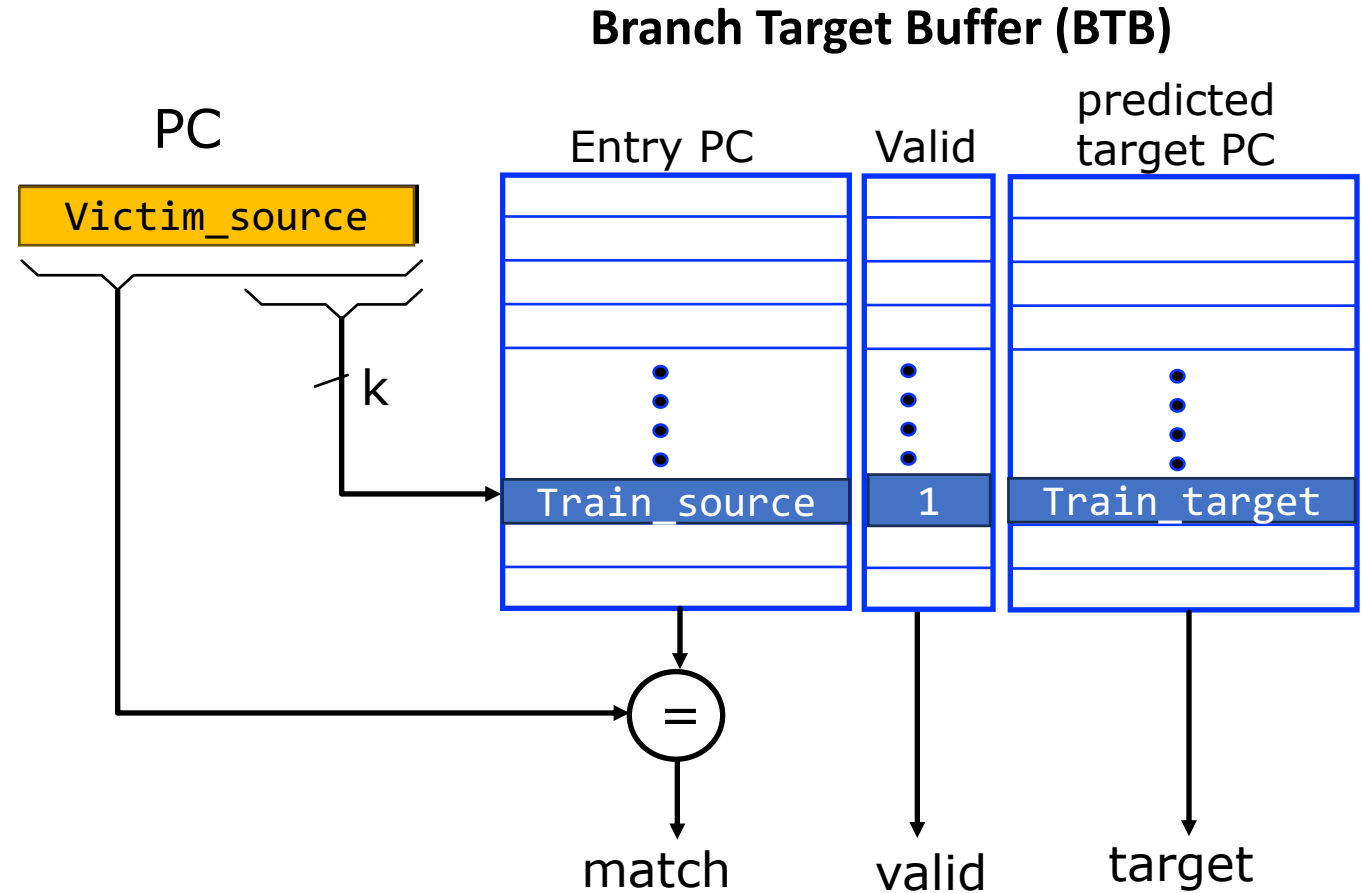 Branch Target Buffer (BTB)
PC
Entry PC
Valid
predicted
target PC
Victim_source
k
Train_source
1
Train_target
=
match
valid
target